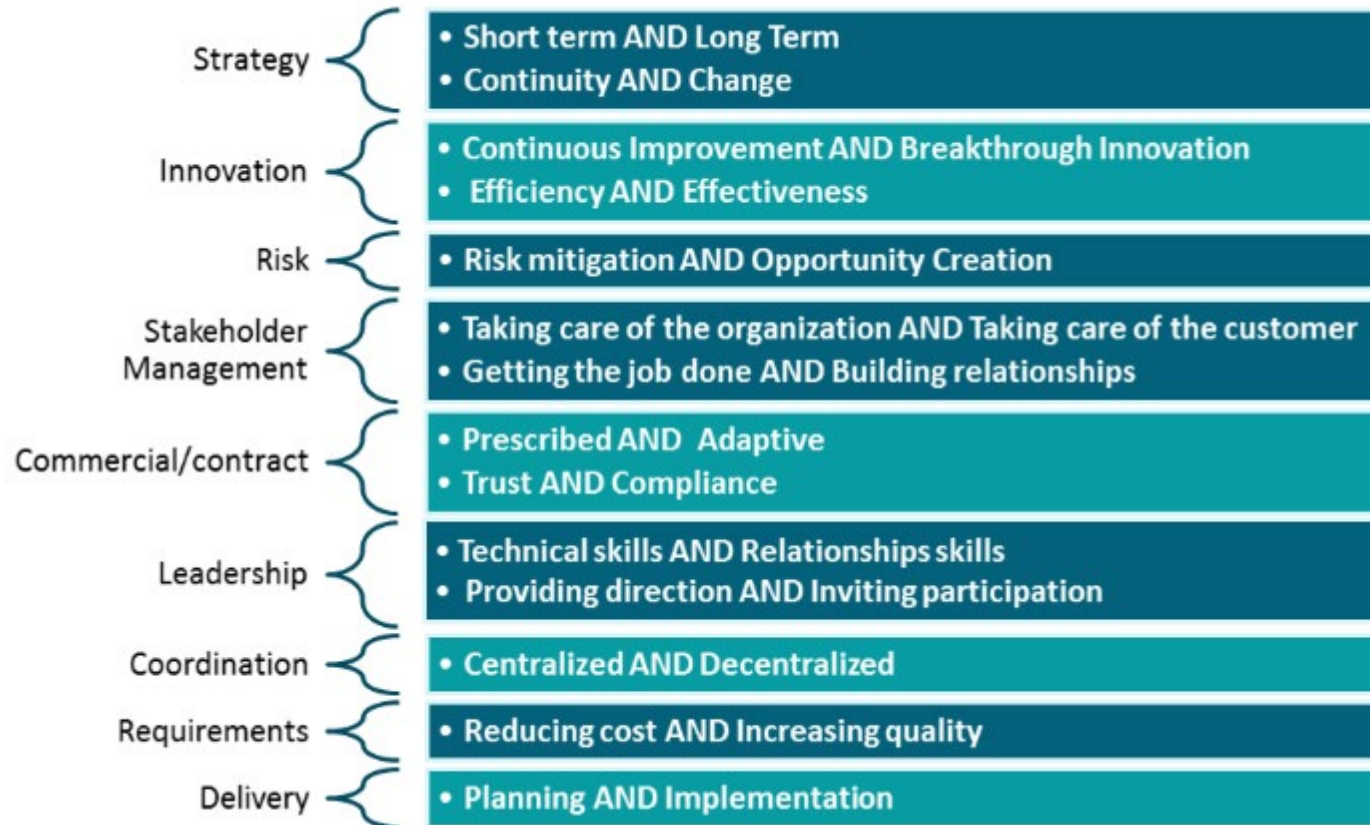 Strategy
• Short term AND Long Term
• Continuity AND Change
Innovation
• Continuous Improvement AND Breakthrough Innovation
• Efficiency AND Effectiveness
Risk
• Risk mitigation AND Opportunity Creation
Stakeholder
Management
• Taking care of the organization AND Taking care of the customer
• Getting the job done AND Building relationships
Commercial/contract
• Prescribed AND Adaptive
• Trust AND Compliance
Leadership
• Technical skills AND Relationships skills
• Providing direction AND Inviting participation
Coordination
• Centralized AND Decentralized
Requirements
• Reducing cost AND Increasing quality
Delivery
• Planning AND Implementation